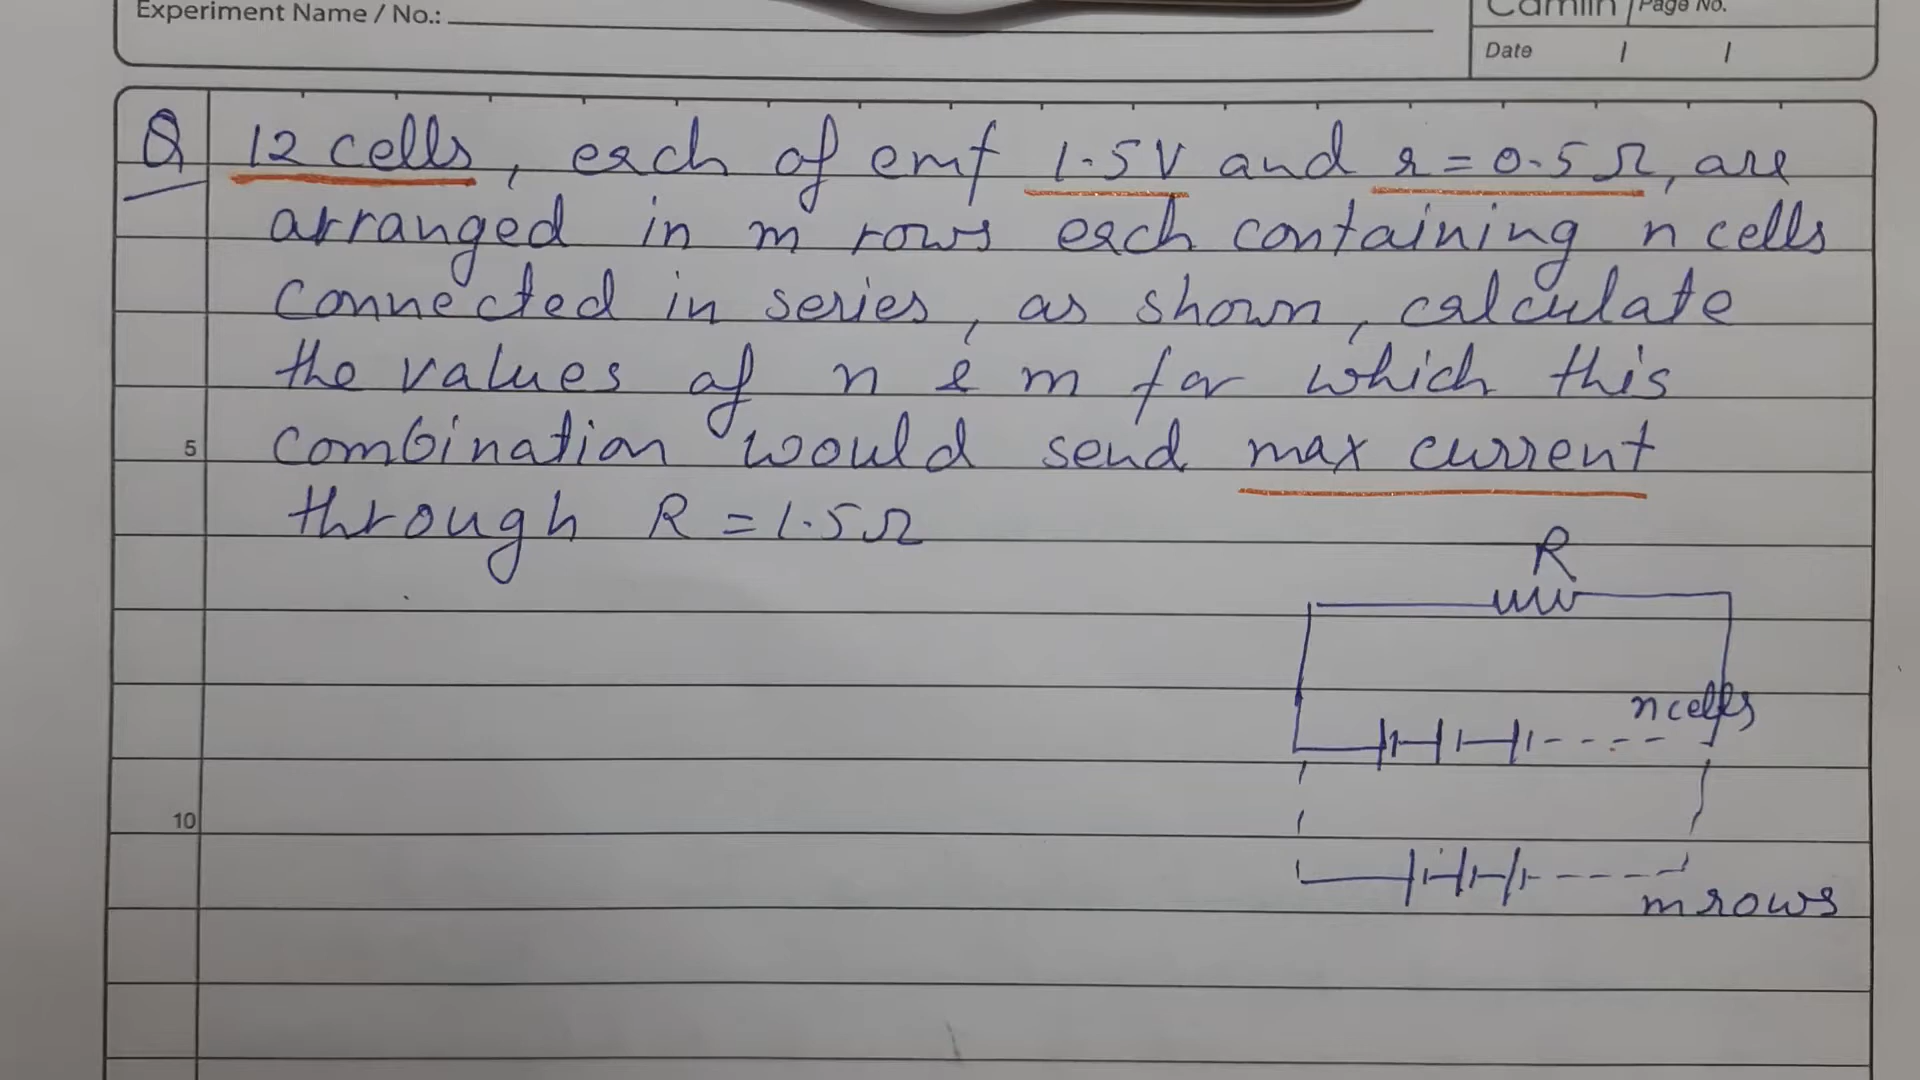 Experiment Name / No.:
Camlin Page No.
Date / /
Q 12 cells, each of emf 1.5V and r=0.5Ω, are
arranged in m rows each containing n cells
connected in series, as shown, calculate
the values of n & m for which this
5 combination would send max current
through R = 1.5Ω
R
n cells
10
m rows